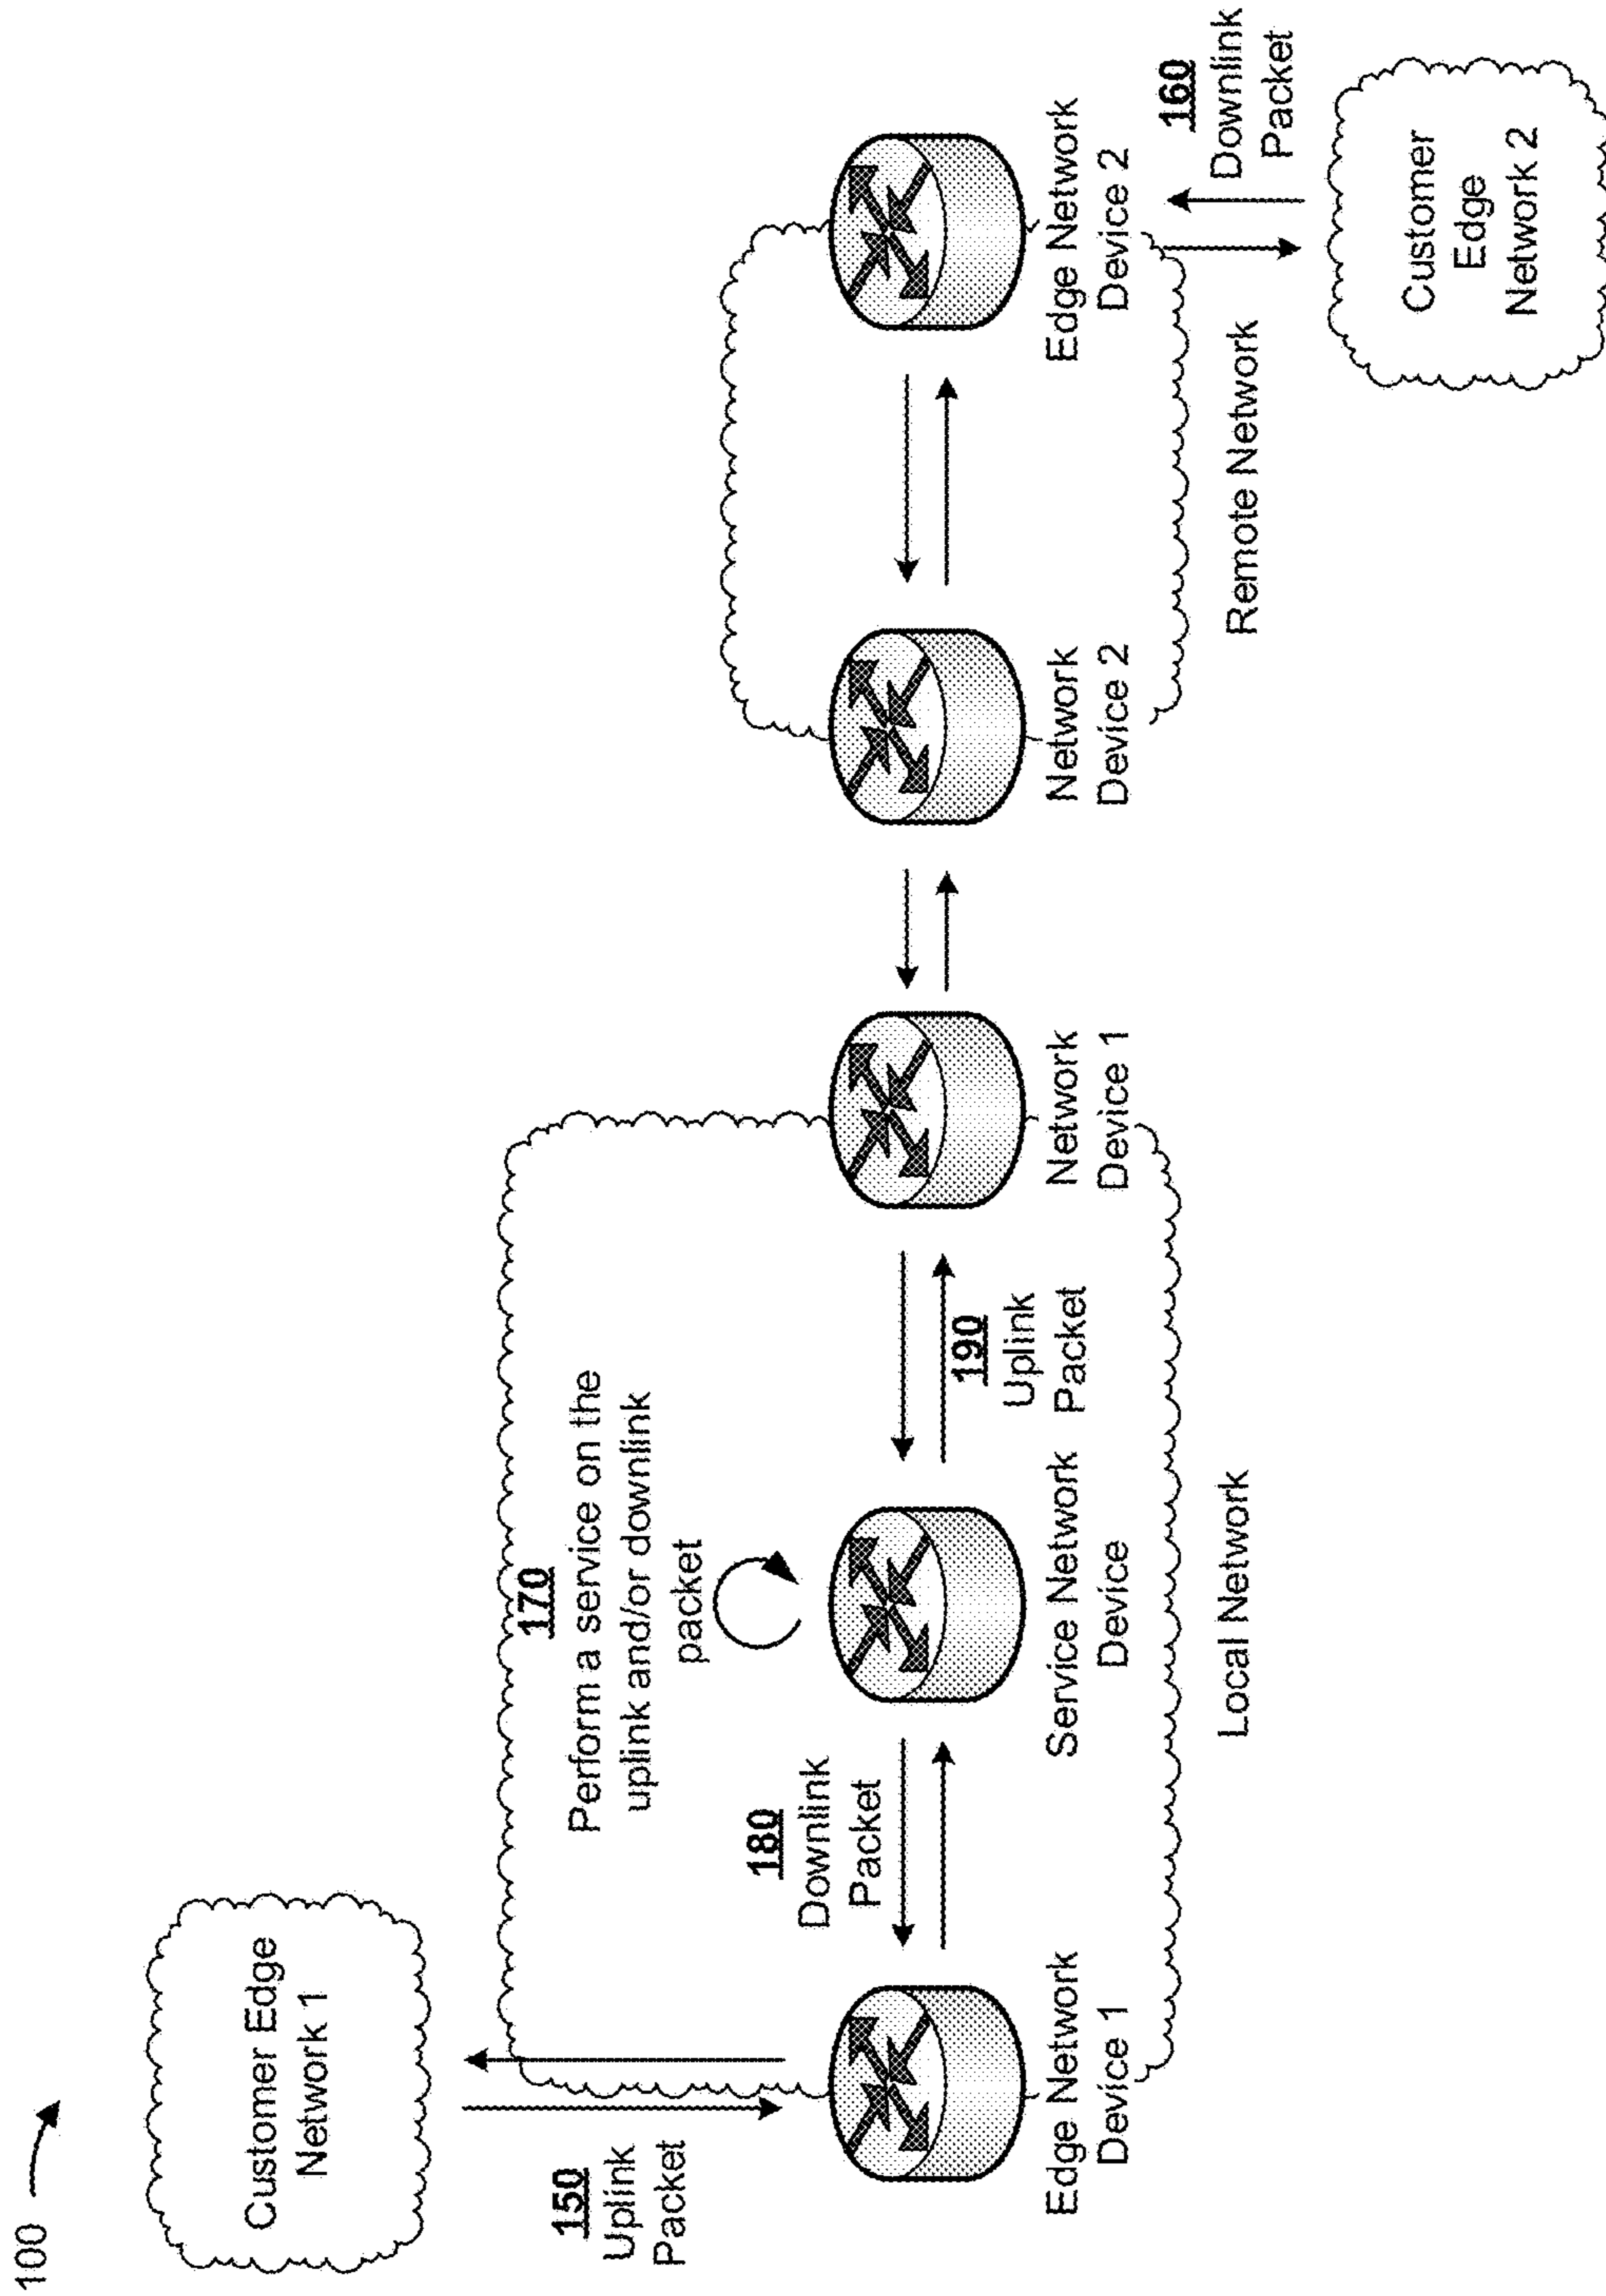 100
Customer Edge
Network 1
150
Uplink
Packet
170
Perform a service on the
uplink and/or downlink
packet
180
Downlink
Packet
190
Uplink
Packet
Edge Network
Device 1
Service Network
Device
Network
Device 1
Network
Device 2
Edge Network
Device 2
Local Network
Remote Network
160
Downlink
Packet
Customer
Edge
Network 2